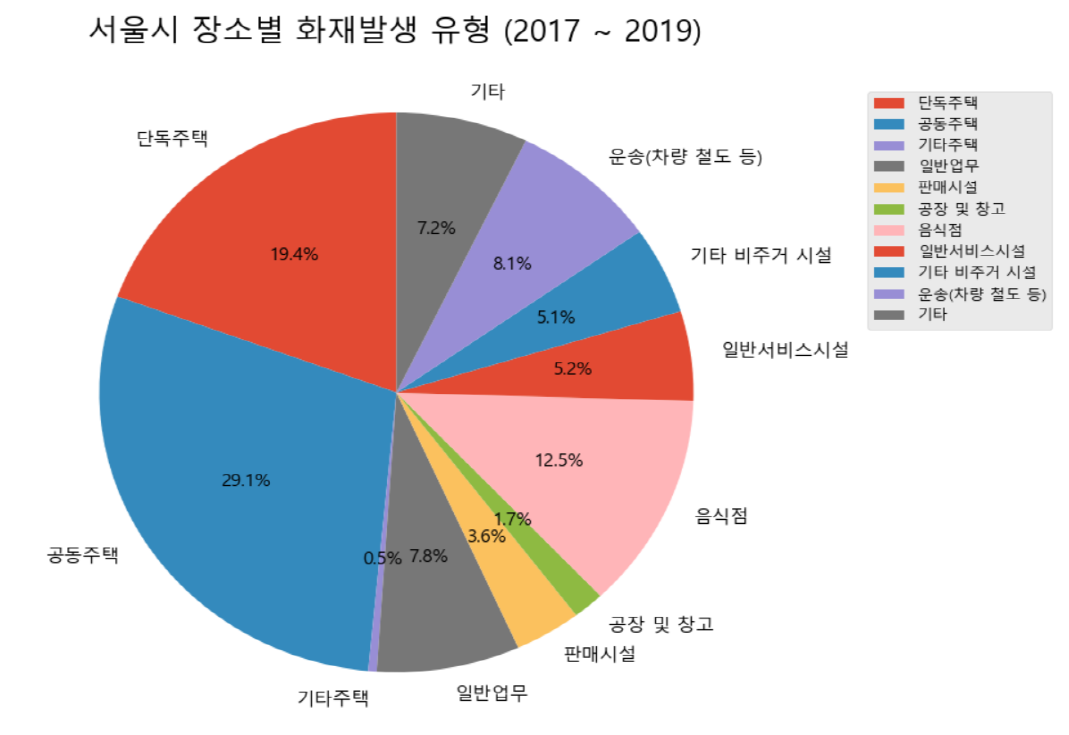 서울시 장소별 화재발생 유형 (2017 ~ 2019)
기타
단독주택
운송(차량 철도 등)
7.2%
19.4%
8.1%
기타 비주거 시설
5.1%
일반서비스시설
5.2%
12.5%
29.1%
음식점
1.7%
3.6%
공동주택
0.5%
7.8%
공장 및 창고
판매시설
기타주택
일반업무
단독주택
공동주택
기타주택
일반업무
판매시설
공장 및 창고
음식점
일반서비스시설
기타 비주거 시설
운송(차량 철도 등)
기타